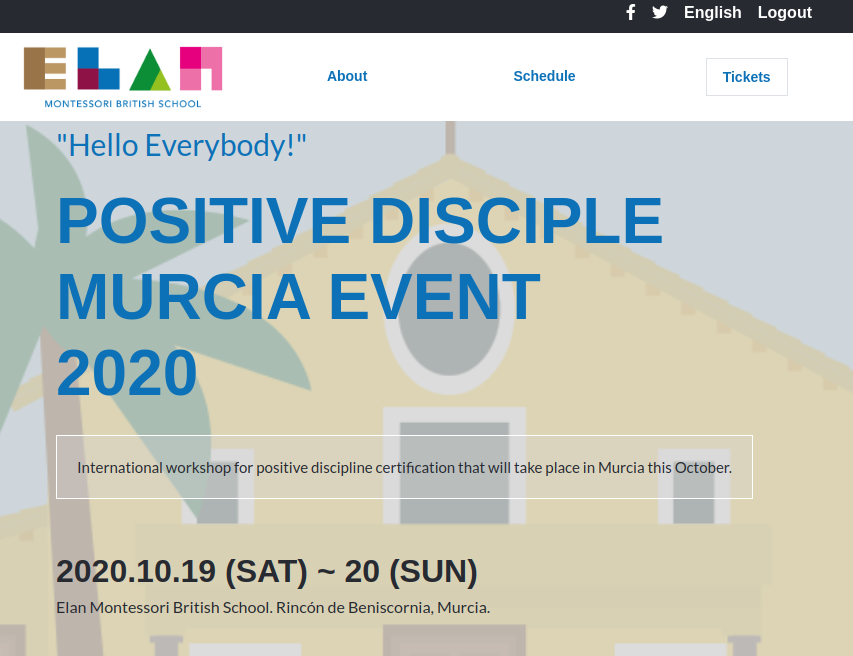 English Logout
ELAN
MONTESSORI BRITISH SCHOOL
About Schedule Tickets
"Hello Everybody!"
POSITIVE DISCIPLE
MURCIA EVENT
2020
International workshop for positive discipline certification that will take place in Murcia this October.
2020.10.19 (SAT) ~ 20 (SUN)
Elan Montessori British School. Rincón de Beniscornia, Murcia.